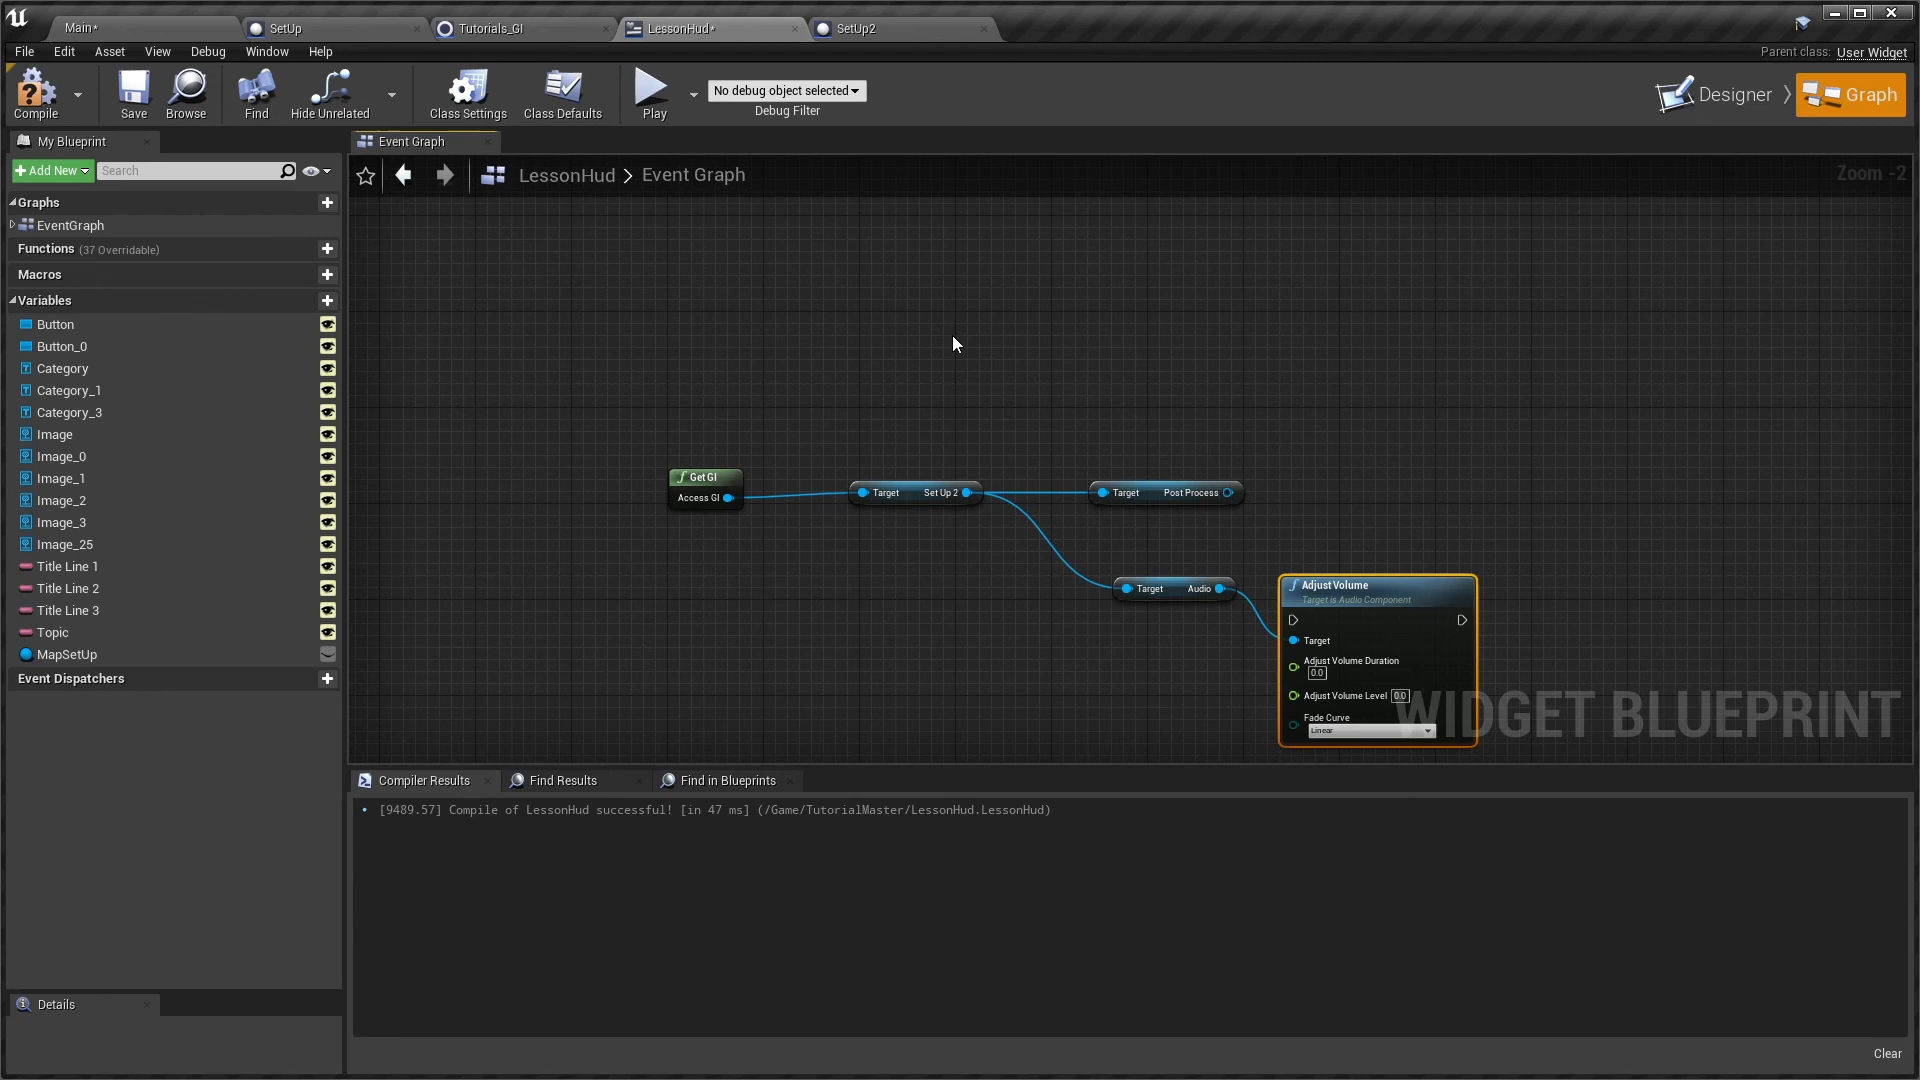 Main*
SetUp
Tutorials_GI
LessonHud*
SetUp2
File
Edit
Asset
View
Debug
Window
Help
Parent class: User Widget
Compile
Save
Browse
Find
Hide Unrelated
Class Settings
Class Defaults
Play
No debug object selected
Debug Filter
Designer
Graph
My Blueprint
Event Graph
Add New
Search
LessonHud > Event Graph
Zoom -2
Graphs
EventGraph
Functions (37 Overridable)
Macros
Variables
Button
Button_0
Category
Category_1
Category_3
Image
Image_0
Image_1
Image_2
Image_3
Image_25
Title Line 1
Title Line 2
Title Line 3
Topic
MapSetUp
Event Dispatchers
Details
Get GI
Access GI
Target
Set Up 2
Target
Post Process
Target
Audio
Adjust Volume
Target is Audio Component
Target
Adjust Volume Duration
0.0
Adjust Volume Level 0.0
Fade Curve
Linear
WIDGET BLUEPRINT
Compiler Results
Find Results
Find in Blueprints
[9489.57] Compile of LessonHud successful! [in 47 ms] (/Game/TutorialMaster/LessonHud.LessonHud)
Clear